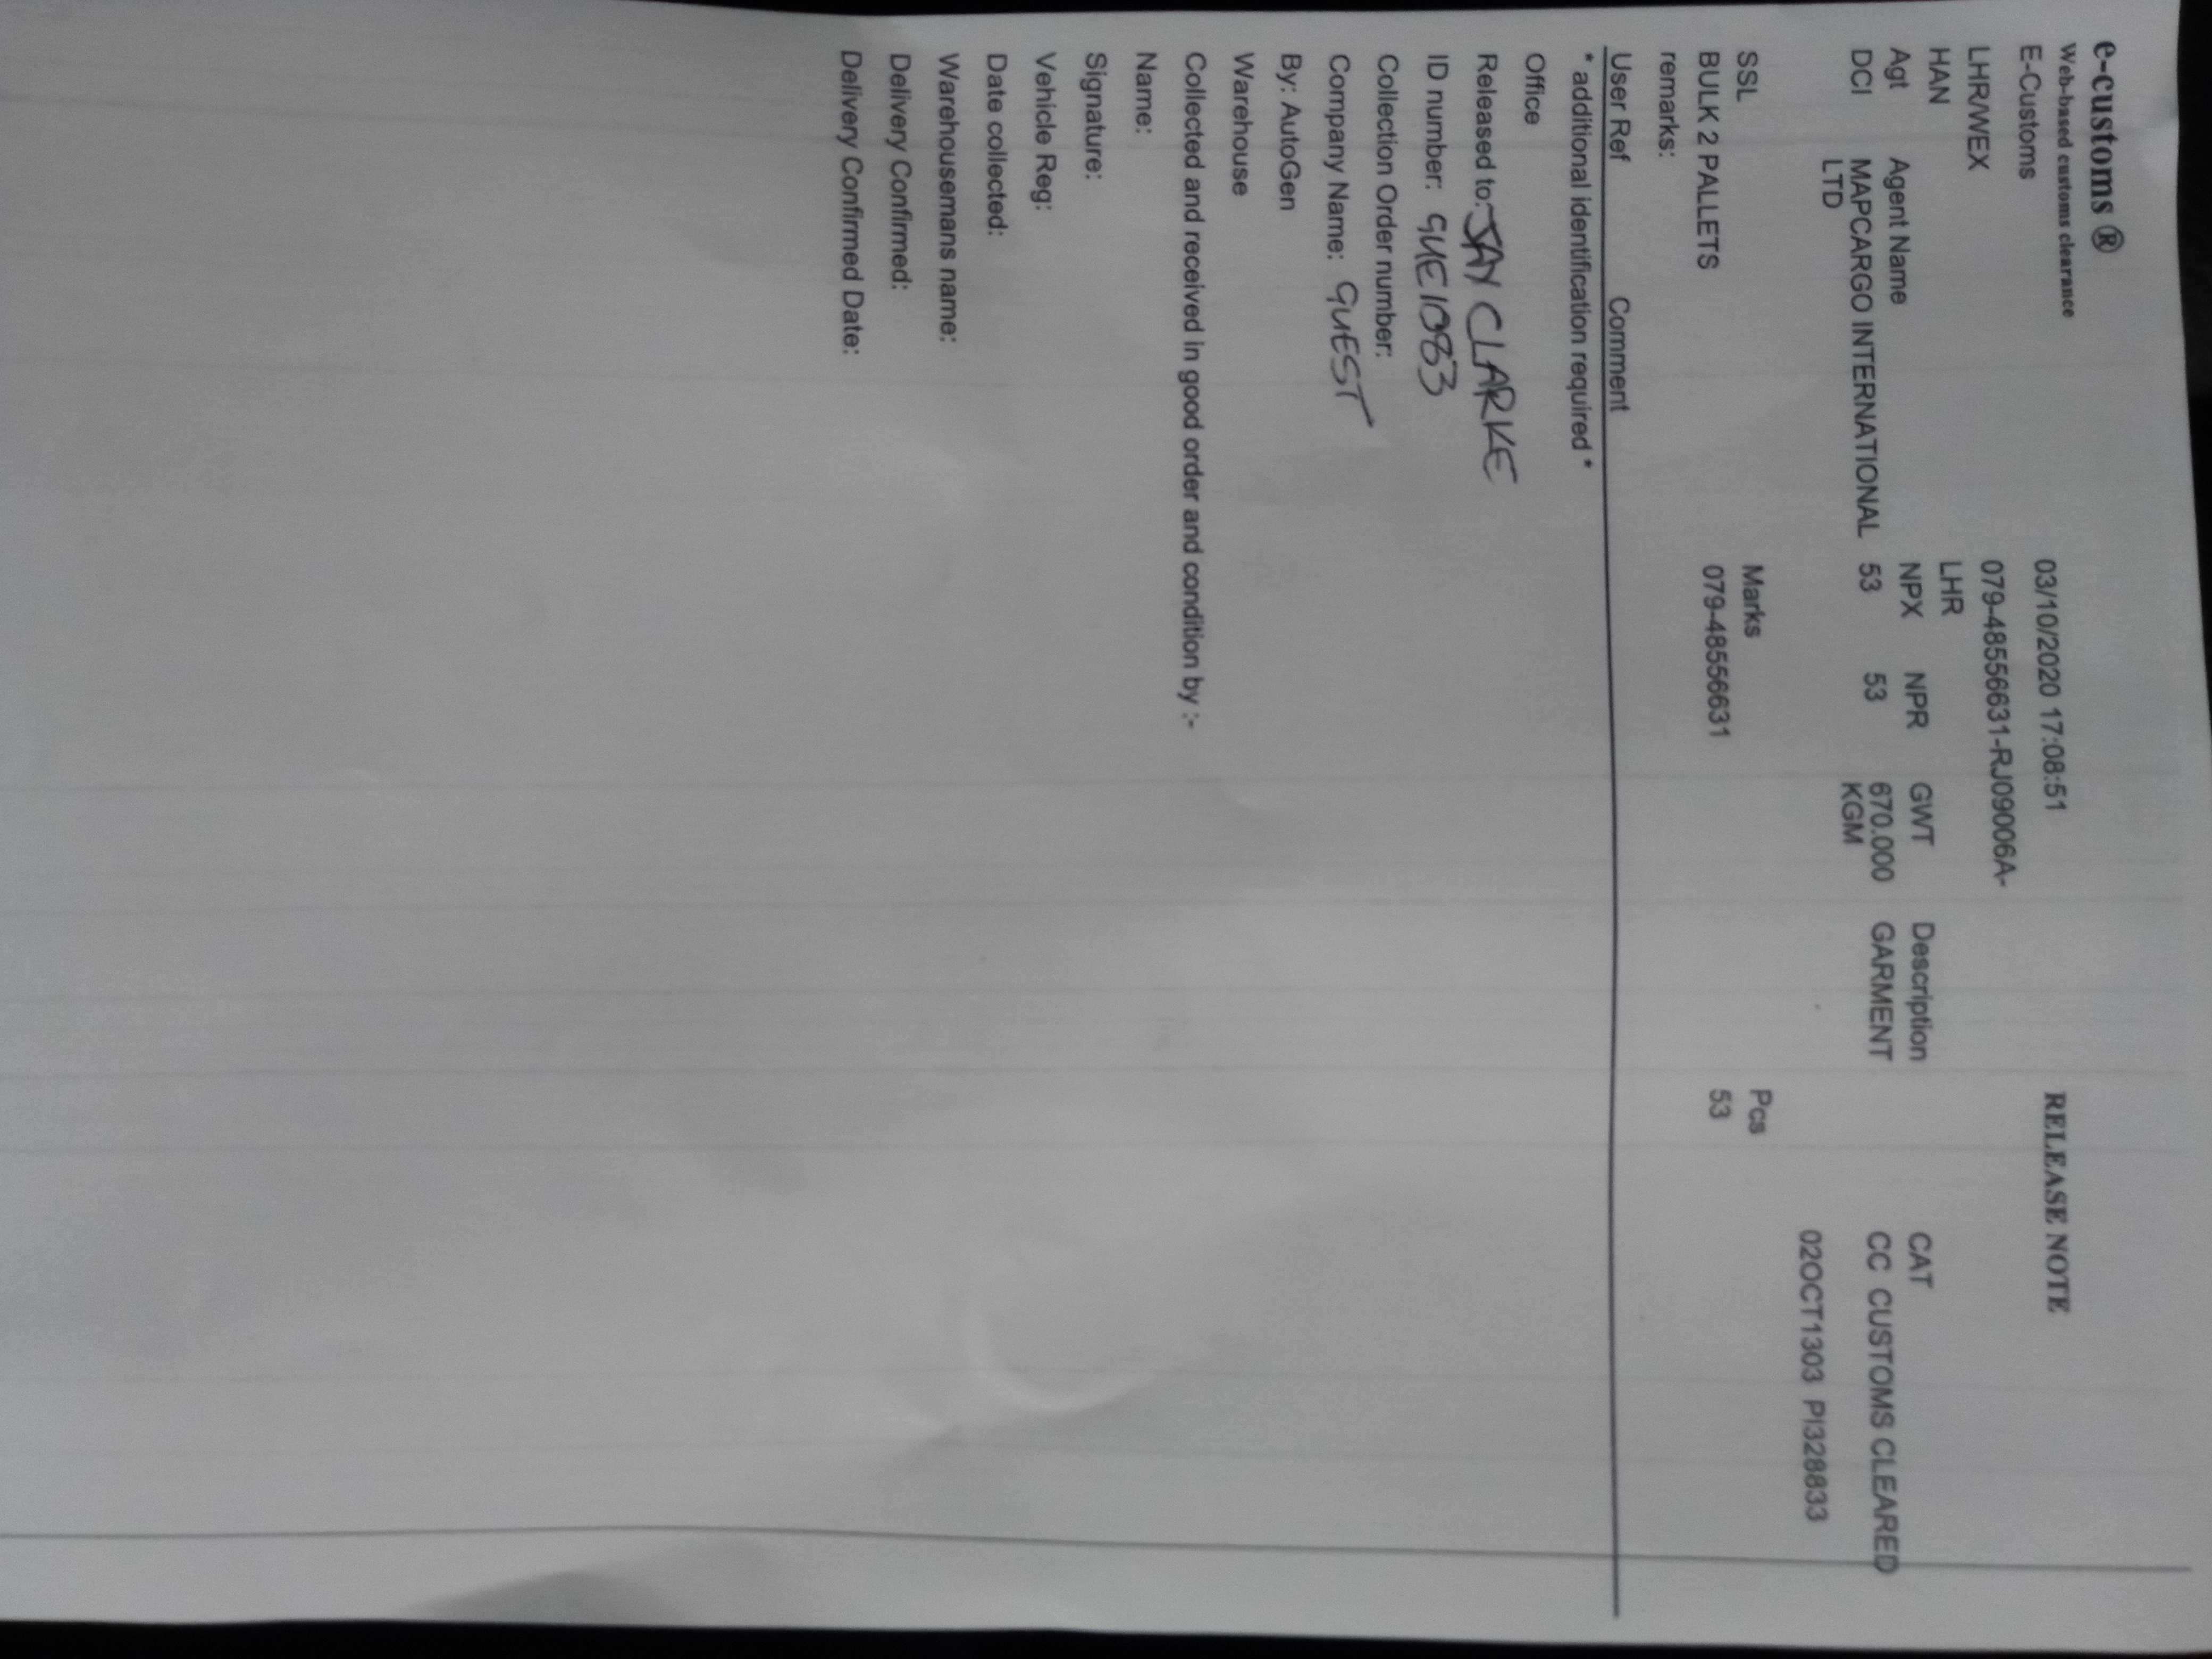 e-customs ®
Web-based customs clearance
E-Customs 03/10/2020 17:08:51 RELEASE NOTE
LHR/WEX 079-48556631-RJ09006A-
HAN LHR
Agt Agent Name NPX NPR GWT Description CAT
DCI MAPCARGO INTERNATIONAL 53 53 670.000 GARMENT CC CUSTOMS CLEARED
LTD KGM
02OCT1303 PI328833
SSL Marks Pcs
BULK 2 PALLETS 079-48556631 53
remarks:
User Ref Comment
* additional identification required *
Office
Released to: JAY CLARKE
ID number: GUE11383
Collection Order number:
Company Name: GUEST
By: AutoGen
Warehouse
Collected and received in good order and condition by :-
Name:
Signature:
Vehicle Reg:
Date collected:
Warehousemans name:
Delivery Confirmed:
Delivery Confirmed Date: